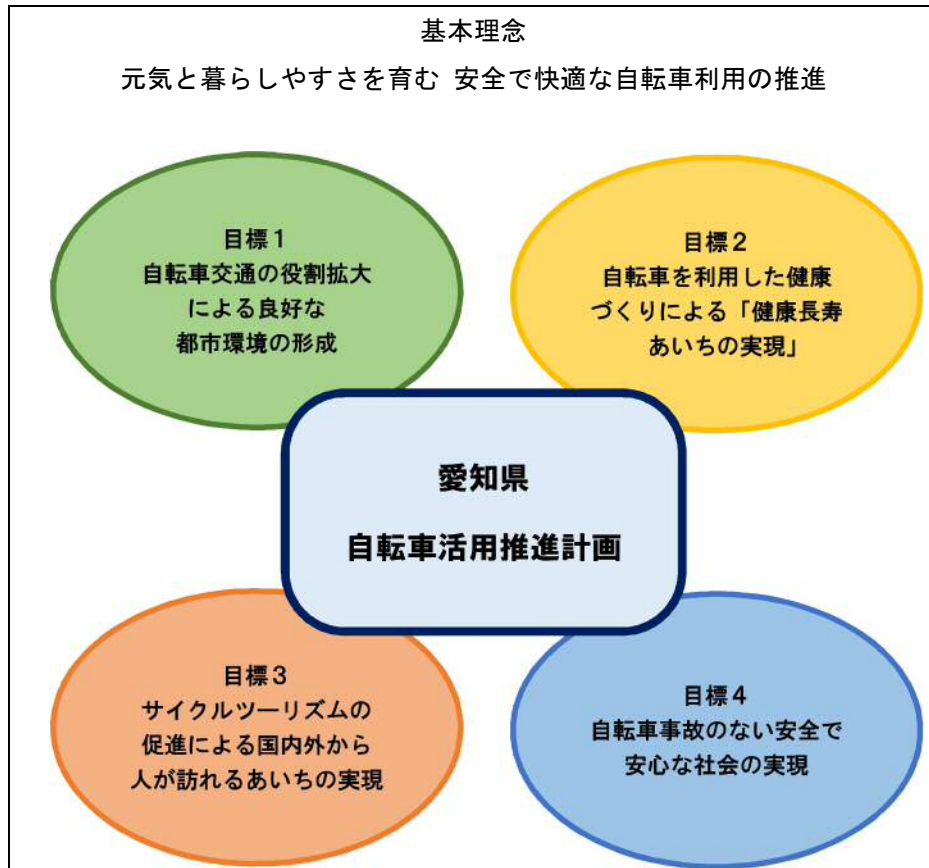 基本理念
元気と暮らしやすさを育む 安全で快適な自転車利用の推進
目標１
自転車交通の役割拡大
による良好な
都市環境の形成
目標２
自転車を利用した健康
づくりによる「健康長寿
あいちの実現」
愛知県
自転車活用推進計画
目標３
サイクルツーリズムの
促進による国内外から
人が訪れるあいちの実現
目標４
自転車事故のない安全で
安心な社会の実現